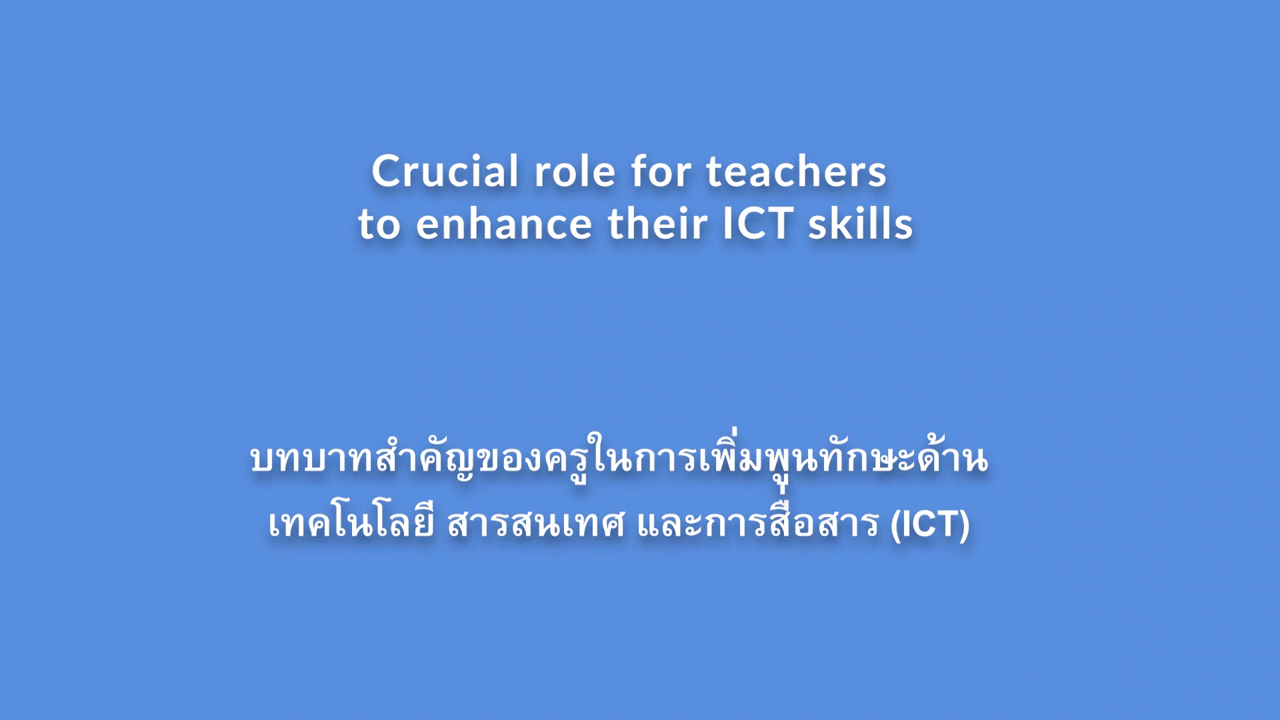 Crucial role for teachers
to enhance their ICT skills
บทบาทสำคัญของครูในการเพิ่มพูนทักษะด้าน
เทคโนโลยี สารสนเทศ และการสื่อสาร (ICT)